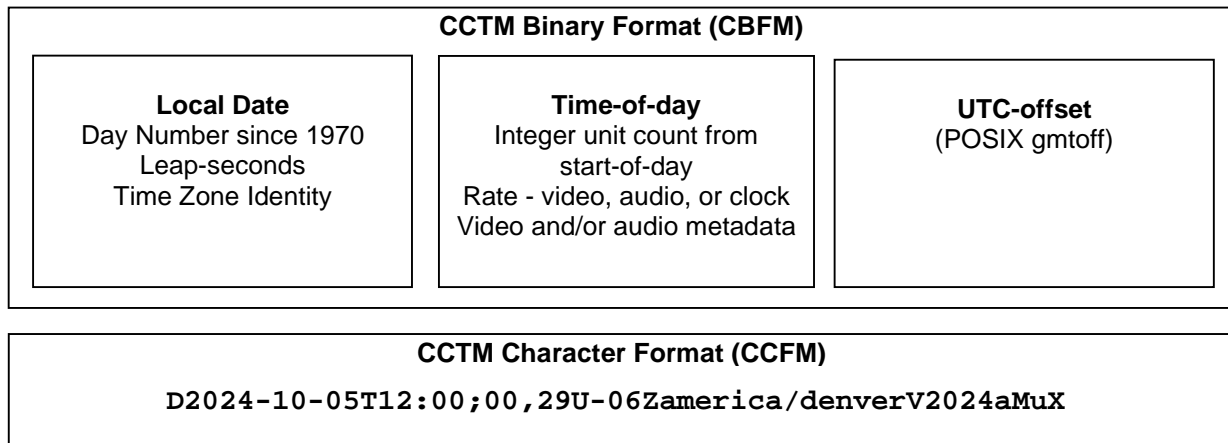 CCTM Binary Format (CBFM)
Local Date
Day Number since 1970
Leap-seconds
Time Zone Identity
Time-of-day
Integer unit count from
start-of-day
Rate - video, audio, or clock
Video and/or audio metadata
UTC-offset
(POSIX gmtoff)
CCTM Character Format (CCFM)
D2024-10-05T12:00;00,29U-06Zamerica/denverV2024aMuX